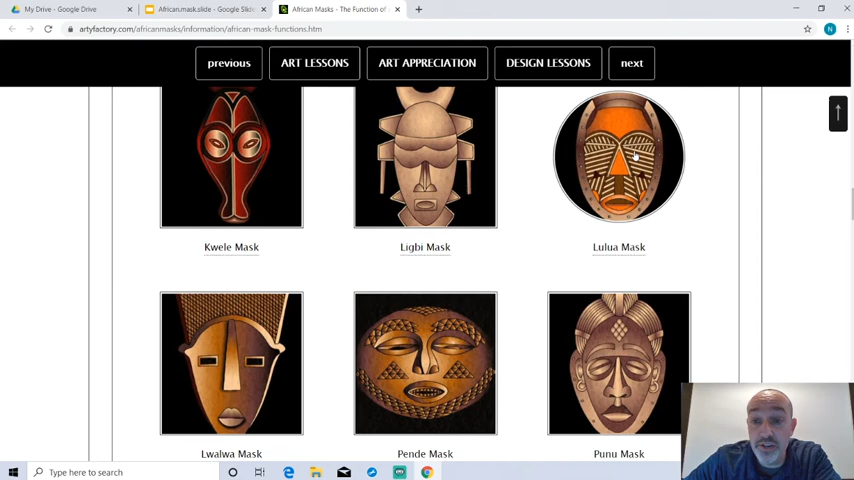 My Drive - Google Drive
African.mask.slide - Google Slide
African Masks - The Function of
artyfactory.com/africanmasks/information/african-mask-functions.htm
N
previous
ART LESSONS
ART APPRECIATION
DESIGN LESSONS
next
Kwele Mask
Ligbi Mask
Lulua Mask
Lwalwa Mask
Pende Mask
Punu Mask
Type here to search